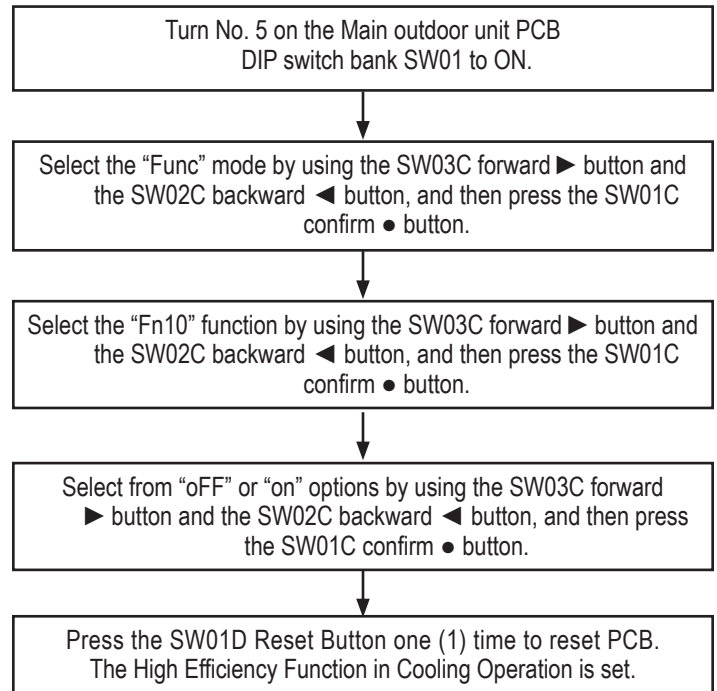 Turn No. 5 on the Main outdoor unit PCB
DIP switch bank SW01 to ON.
Select the “Func” mode by using the SW03C forward ► button and
the SW02C backward ◄ button, and then press the SW01C
confirm ● button.
Select the “Fn10” function by using the SW03C forward ► button and
the SW02C backward ◄ button, and then press the SW01C
confirm ● button.
Select from “oFF” or “on” options by using the SW03C forward
► button and the SW02C backward ◄ button, and then press
the SW01C confirm ● button.
Press the SW01D Reset Button one (1) time to reset PCB.
The High Efficiency Function in Cooling Operation is set.